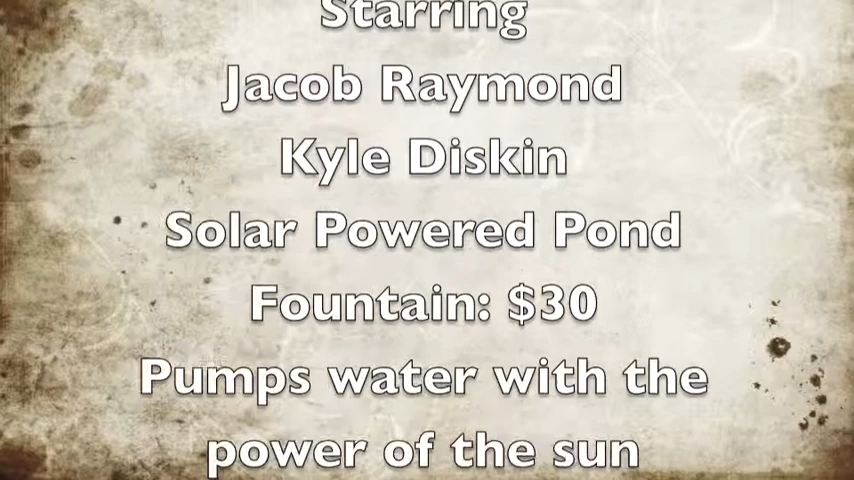 Starring
Jacob Raymond
Kyle Diskin
Solar Powered Pond
Fountain: $30
Pumps water with the
power of the sun